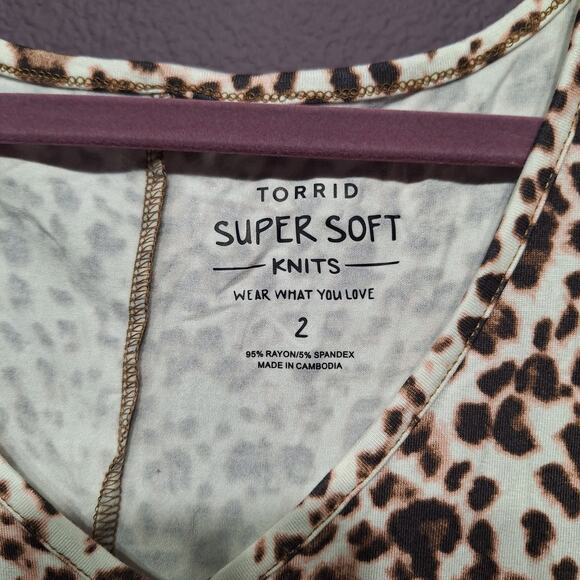 TORRID
SUPER SOFT
KNITS
WEAR WHAT YOU LOVE
2
95% RAYON/5% SPANDEX
MADE IN CAMBODIA